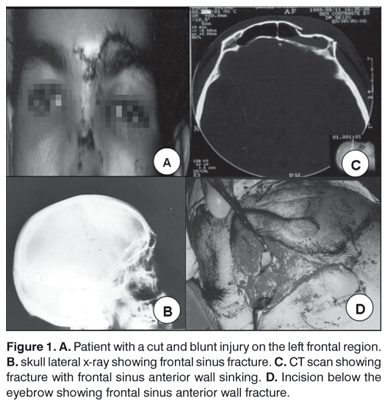 A
C
B
D
Figure 1. A. Patient with a cut and blunt injury on the left frontal region.
B. skull lateral x-ray showing frontal sinus fracture. C. CT scan showing
fracture with frontal sinus anterior wall sinking. D. Incision below the
eyebrow showing frontal sinus anterior wall fracture.